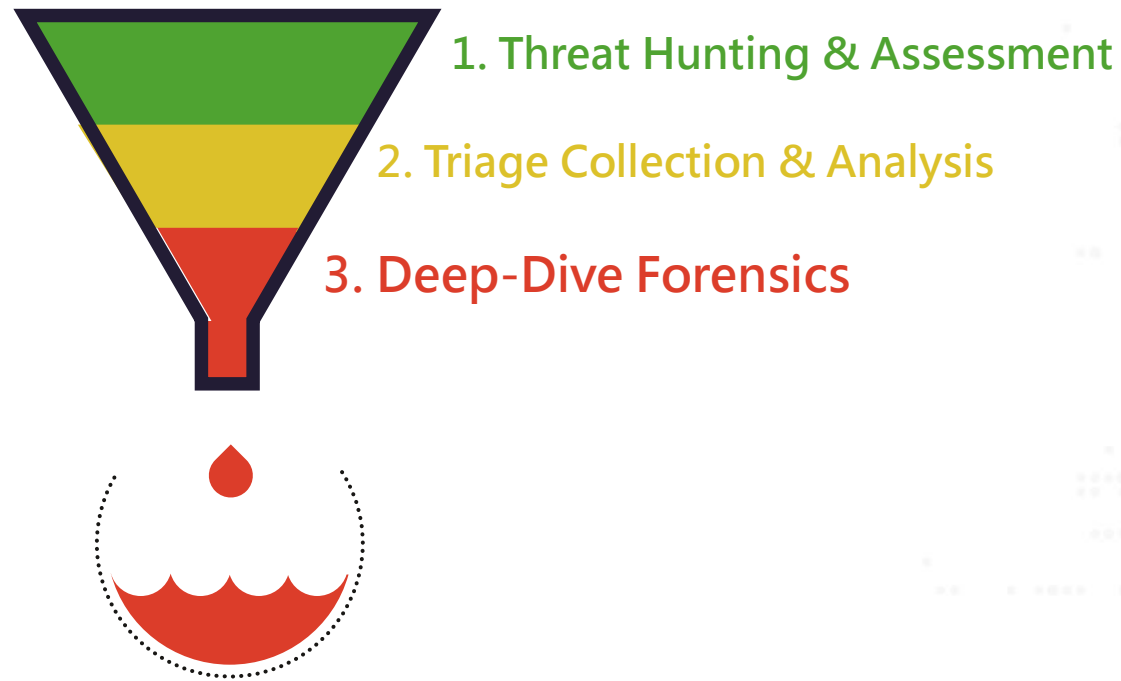 1. Threat Hunting & Assessment
2. Triage Collection & Analysis
3. Deep-Dive Forensics